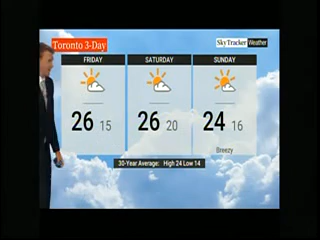 Toronto 3-Day
SkyTracker Weather
FRIDAY
26 15
SATURDAY
26 20
SUNDAY
24 16
Breezy
30-Year Average: High 24 Low 14